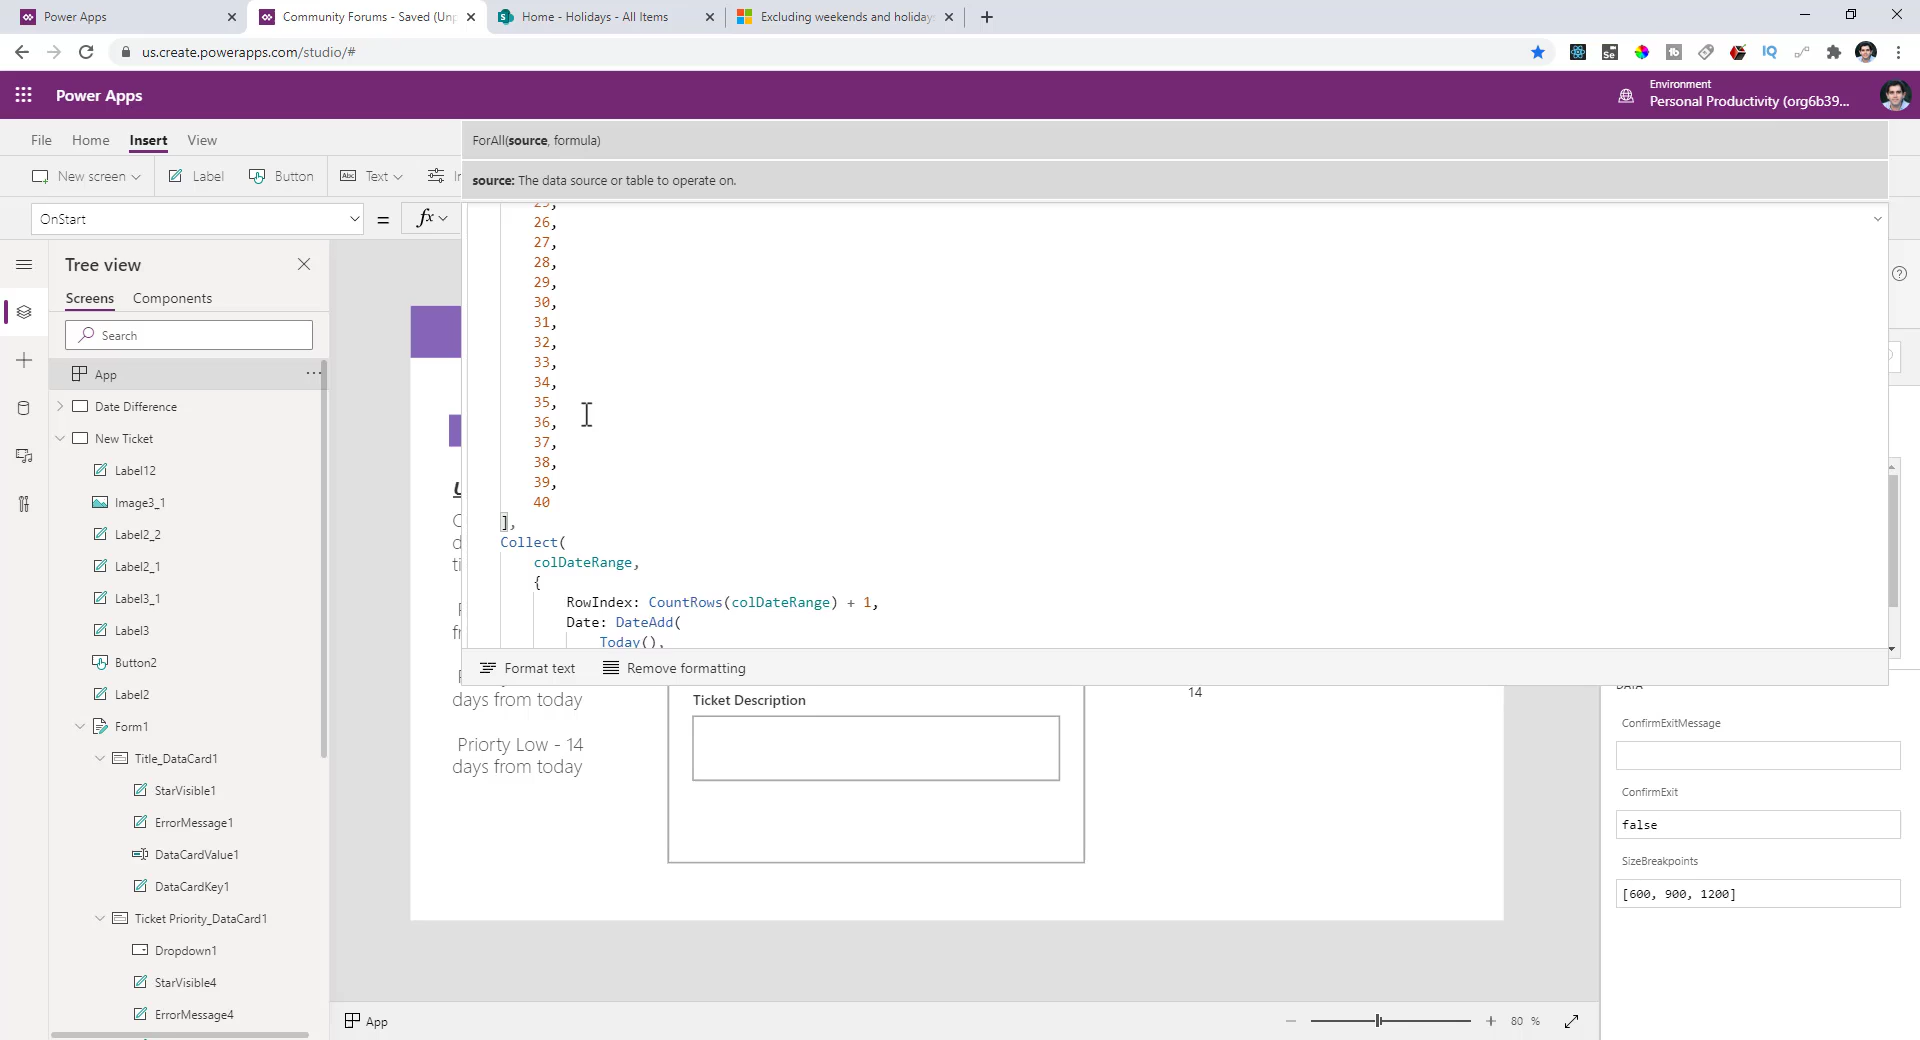 Power Apps
Community Forums - Saved (Unp
Home - Holidays - All Items
Excluding weekends and holiday
us.create.powerapps.com/studio/#
Power Apps
Environment
Personal Productivity (org6b39...
File
Home
Insert
View
ForAll(source, formula)
New screen
Label
Button
Text
In
source: The data source or table to operate on.
OnStart
=
fx
25,
26,
27,
28,
29,
30,
31,
32,
33,
34,
35,
36,
37,
38,
39,
40
],
Collect(
colDateRange,
{
RowIndex: CountRows(colDateRange) + 1,
Date: DateAdd(
Today(),
Format text
Remove formatting
Tree view
Screens
Components
Search
App
Date Difference
New Ticket
Label12
Image3_1
Label2_2
Label2_1
Label3_1
Label3
Button2
Label2
Form1
Title_DataCard1
StarVisible1
ErrorMessage1
DataCardValue1
DataCardKey1
Ticket Priority_DataCard1
Dropdown1
StarVisible4
ErrorMessage4
days from today
Priorty Low - 14
days from today
Ticket Description
14
DATA
ConfirmExitMessage
ConfirmExit
false
SizeBreakpoints
[600, 900, 1200]
App
80 %